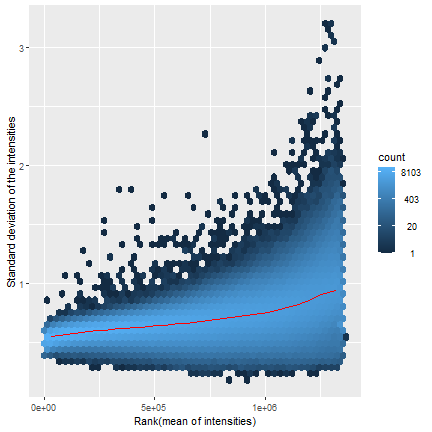 3
2
1
Standard deviation of the intensities
0e+00
5e+05
1e+06
Rank(mean of intensities)
count
8103
403
20
1